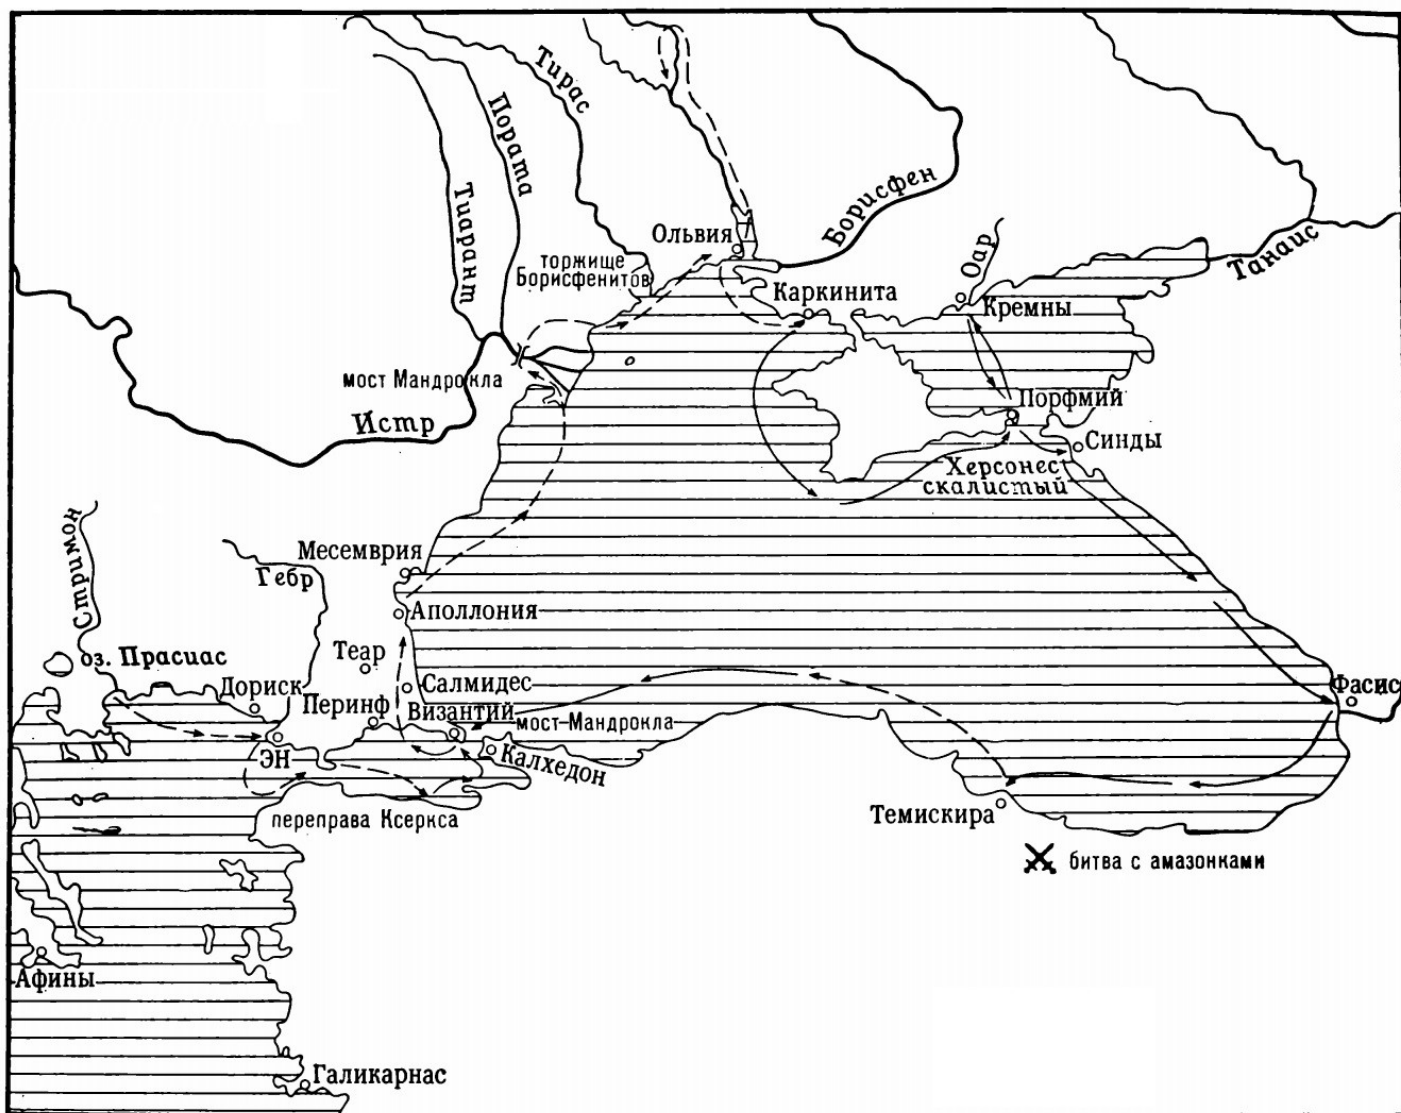 Тирас
Пората
Тиарант
Борисфен
Ольвия
торжище
Борисфенитов
Оар
Танаис
Каркинита
Кремны
мост Мандрокла
Истр
Порфмий
Синды
Херсонес
скалистый
Стримон
Месемврия
Гебр
Аполлония
оз. Прасиас
Теар
Дориск
Салмидес
Фасис
Перинф
Византий
мост Мандрокла
ЭН
Калхедон
переправа Ксеркса
Темискира
битва с амазонками
Афины
Галикарнас